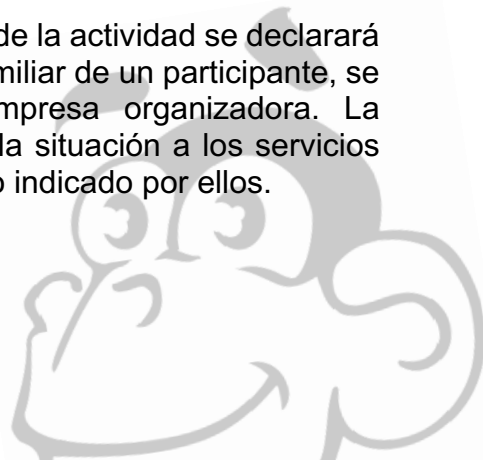 de la actividad se declarará
miliar de un participante, se
mpresa organizadora. La
la situación a los servicios
o indicado por ellos.